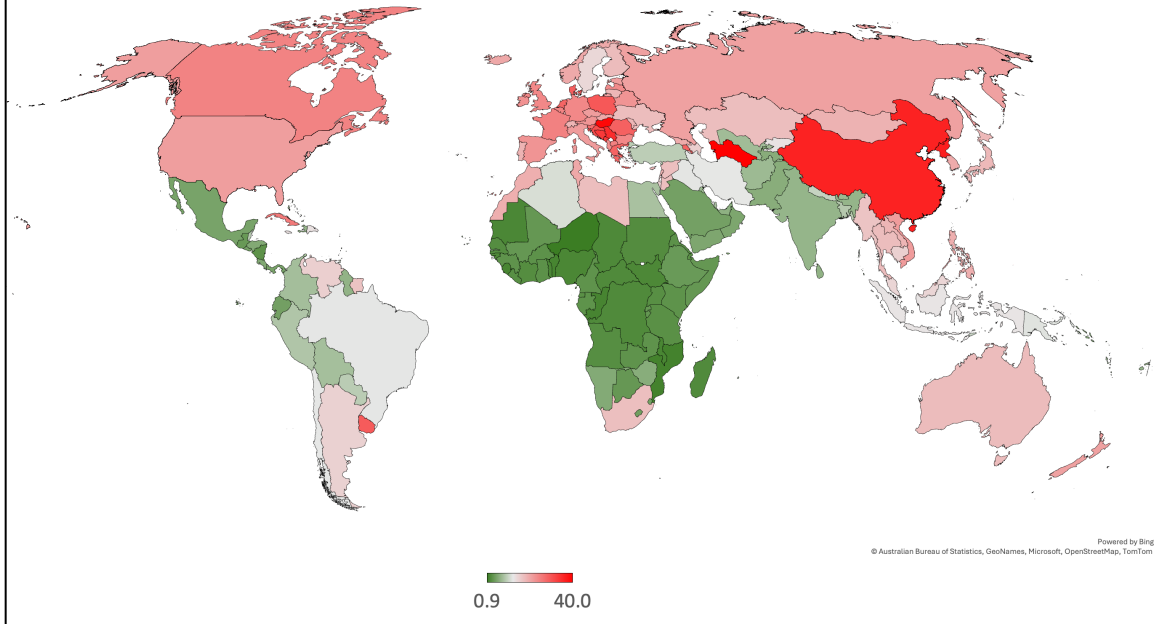 Powered by Bing
© Australian Bureau of Statistics, GeoNames, Microsoft, OpenStreetMap, TomTom
0.9 40.0